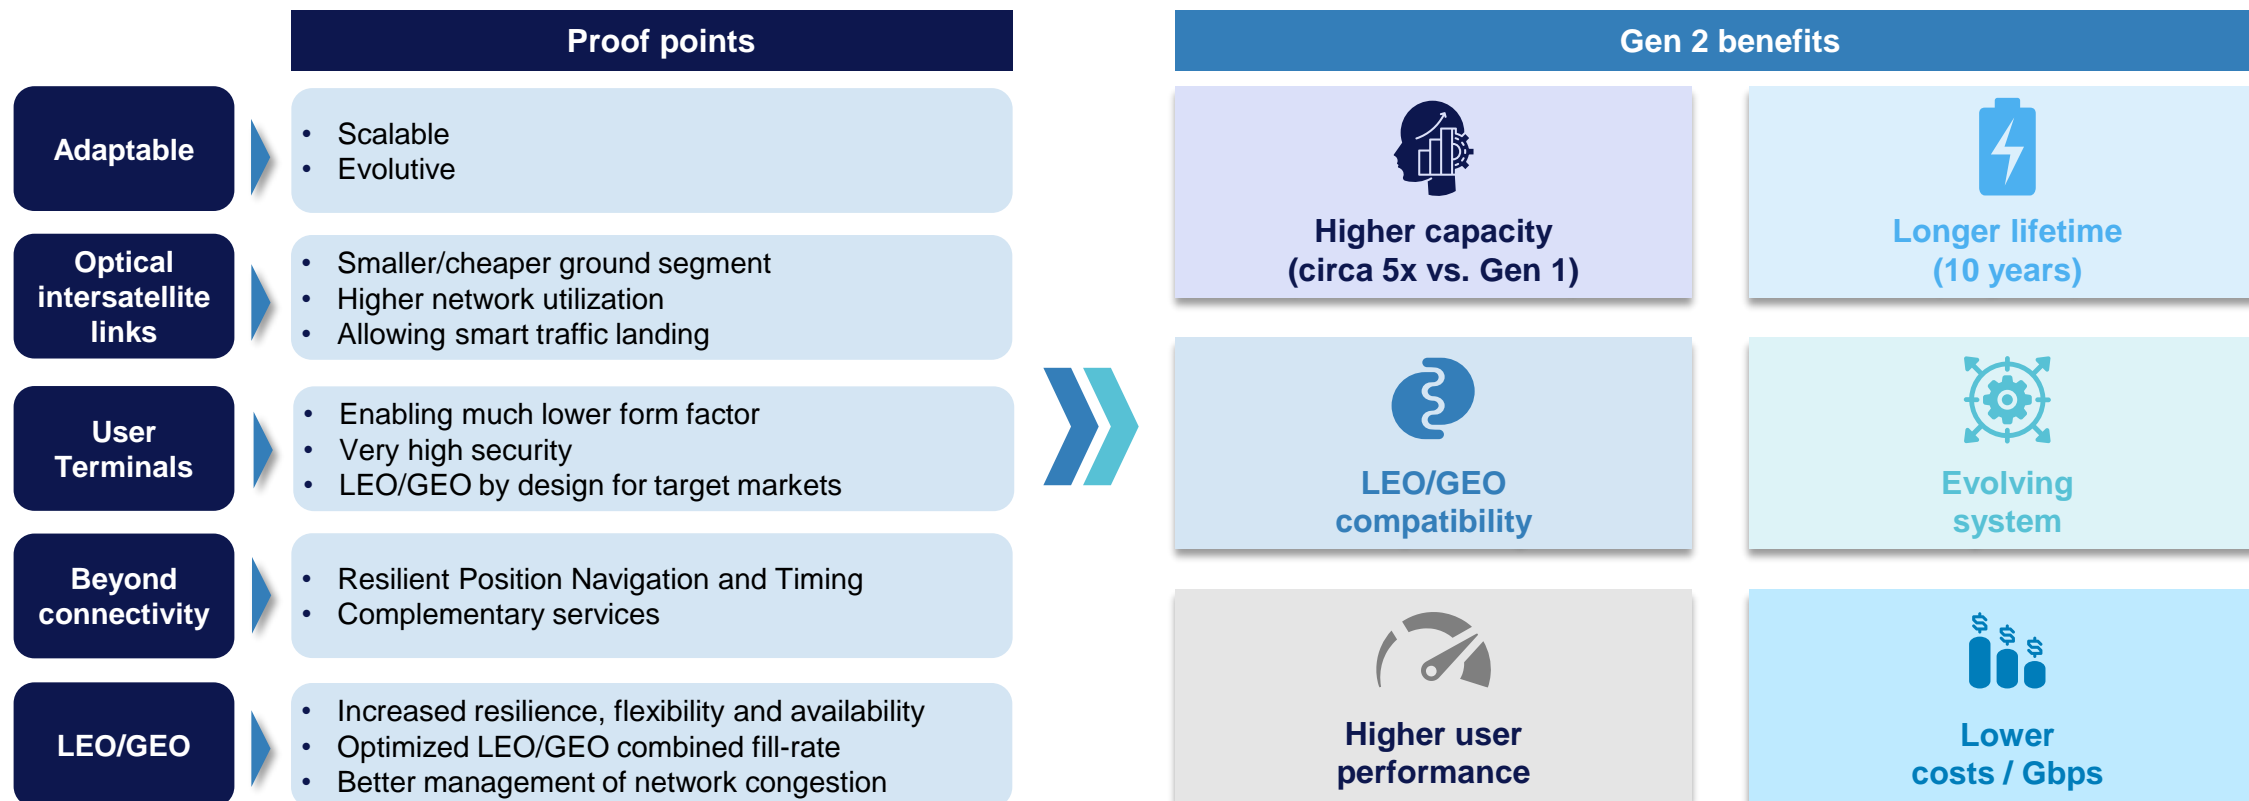 Proof points
Gen 2 benefits
Adaptable
• Scalable
• Evolutive
Optical
intersatellite
links
• Smaller/cheaper ground segment
• Higher network utilization
• Allowing smart traffic landing
User
Terminals
• Enabling much lower form factor
• Very high security
• LEO/GEO by design for target markets
Beyond
connectivity
• Resilient Position Navigation and Timing
• Complementary services
LEO/GEO
• Increased resilience, flexibility and availability
• Optimized LEO/GEO combined fill-rate
• Better management of network congestion
Higher capacity
(circa 5x vs. Gen 1)
Longer lifetime
(10 years)
LEO/GEO
compatibility
Evolving
system
Higher user
performance
$ $ $
Lower
costs / Gbps